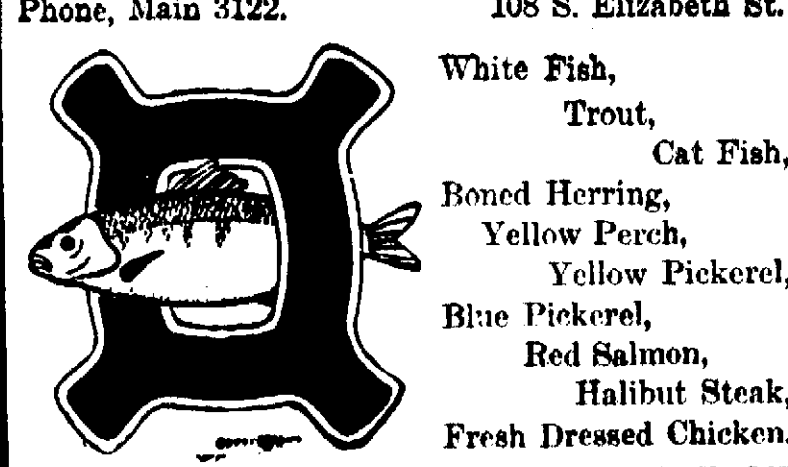 Phone, Main 3122. 108 S. Elizabeth St.
White Fish,
Trout,
Cat Fish,
Boned Herring,
Yellow Perch,
Yellow Pickerel,
Blue Pickerel,
Red Salmon,
Halibut Steak,
Fresh Dressed Chicken.